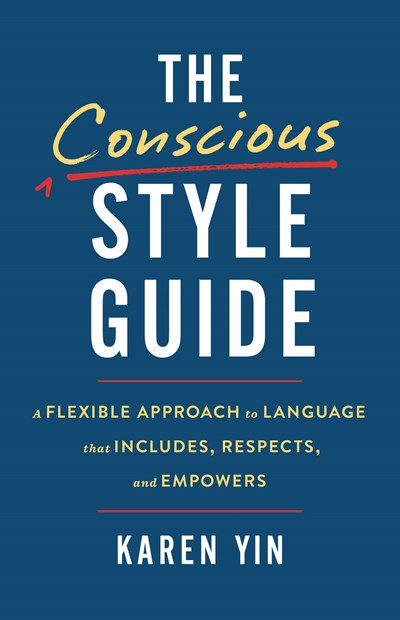 THE
Conscious
STYLE
GUIDE
A FLEXIBLE APPROACH to LANGUAGE
that INCLUDES, RESPECTS,
and EMPOWERS
KAREN YIN